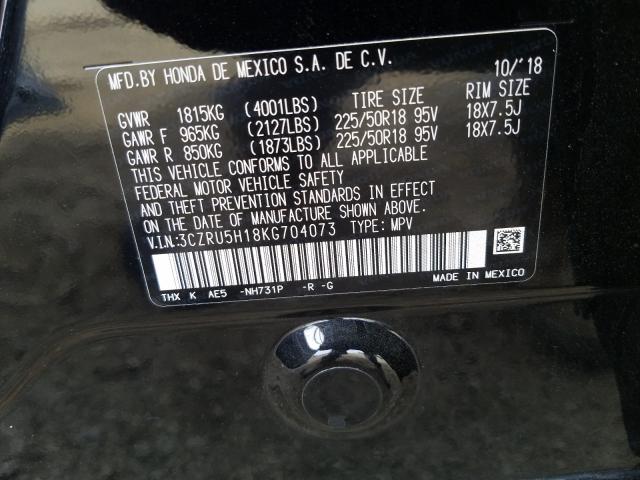 MFD.BY HONDA DE MEXICO S.A. DE C.V. 10/'18
TIRE SIZE RIM SIZE
GVWR 1815KG (4001LBS)
GAWR F 965KG (2127LBS) 225/50R18 95V 18X7.5J
GAWR R 850KG (1873LBS) 225/50R18 95V 18X7.5J
THIS VEHICLE CONFORMS TO ALL APPLICABLE
FEDERAL MOTOR VEHICLE SAFETY
AND THEFT PREVENTION STANDARDS IN EFFECT
ON THE DATE OF MANUFACTURE SHOWN ABOVE.
V.I.N.:3CZRU5H18KG704073 TYPE: MPV
THX K AE5 -NH731P -R -G MADE IN MEXICO